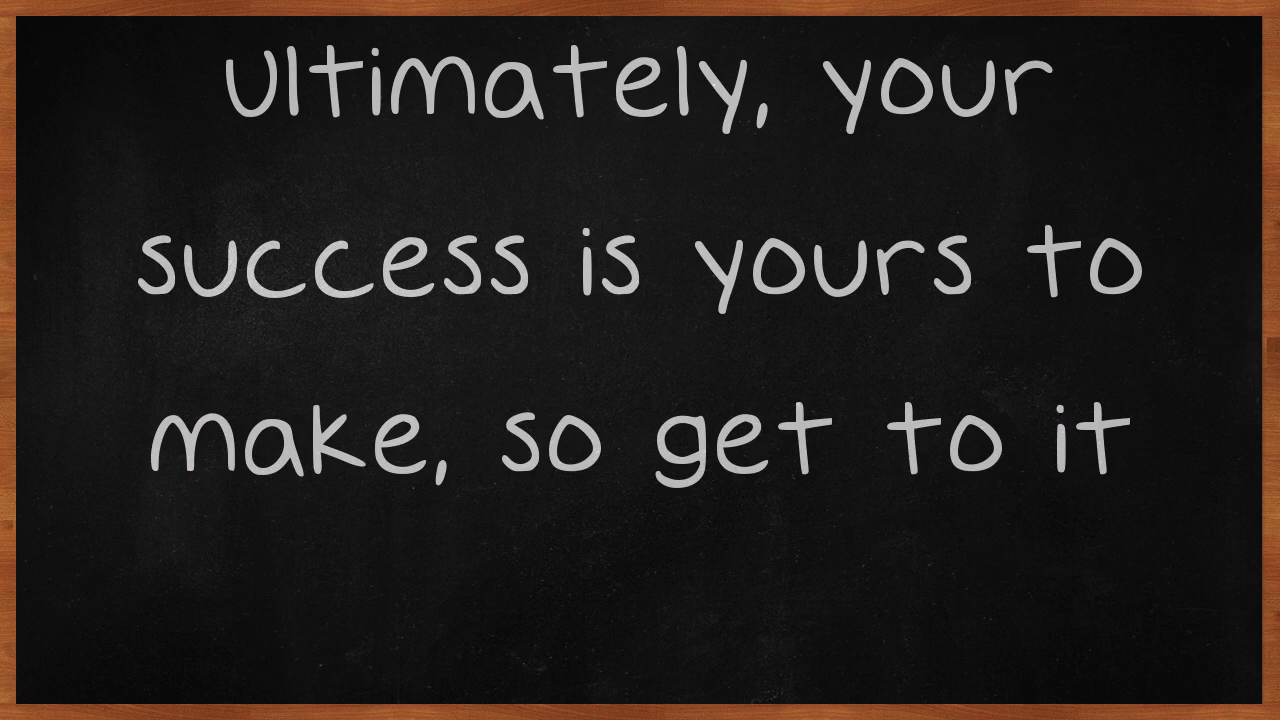 Ultimately, your
success is yours to
make, so get to it